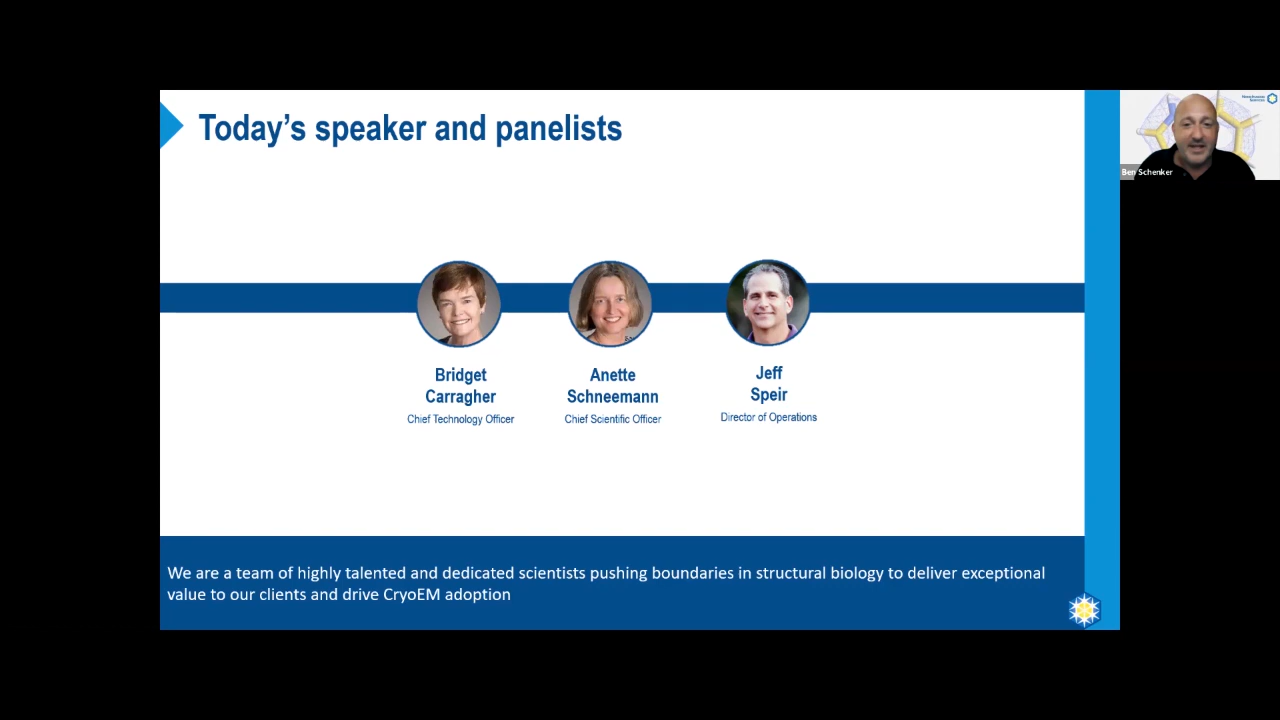 Today's speaker and panelists
Ben Schenker
Bridget
Carragher
Chief Technology Officer
Anette
Schneemann
Chief Scientific Officer
Jeff
Speir
Director of Operations
We are a team of highly talented and dedicated scientists pushing boundaries in structural biology to deliver exceptional
value to our clients and drive CryoEM adoption